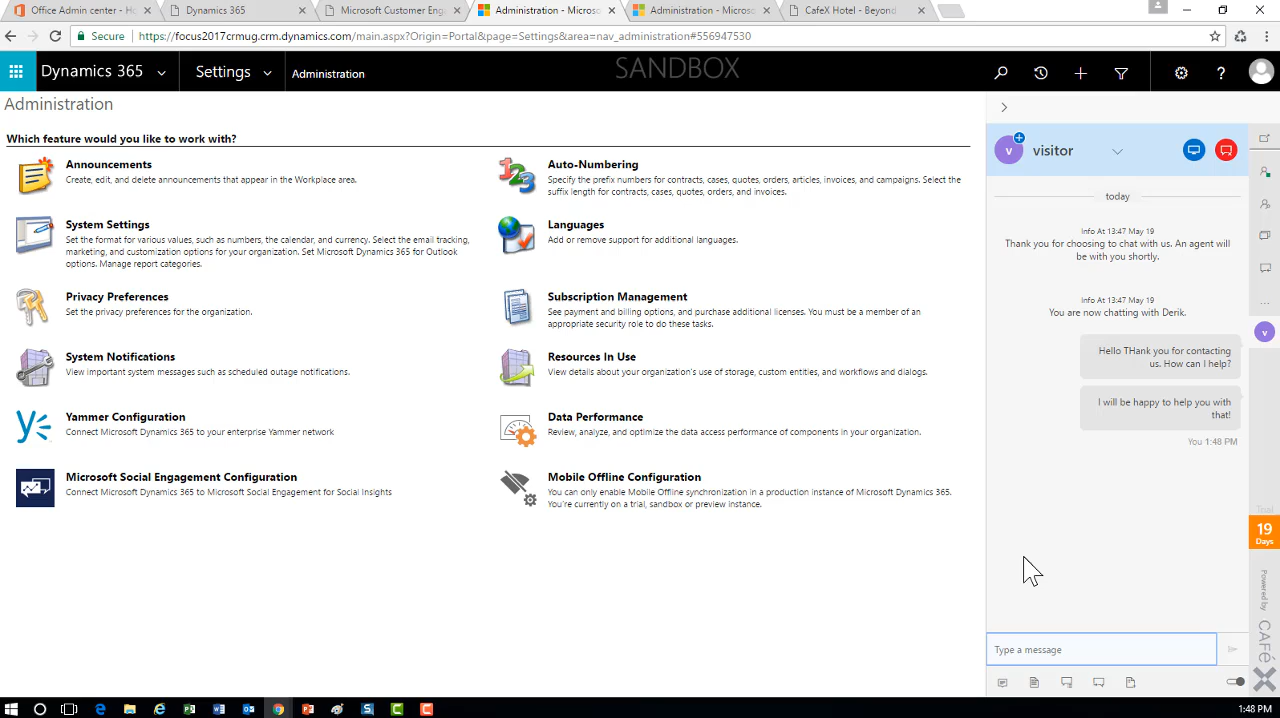 Office Admin center - Ho
Dynamics 365
Microsoft Customer Eng
Administration - Microso
Administration - Microso
CafeX Hotel - Beyond
Secure
https://focus2017crmug.crm.dynamics.com/main.aspx?Origin=Portal&page=Settings&area=nav_administration#556947530
Dynamics 365
Settings
Administration
SANDBOX
Administration
Which feature would you like to work with?
Announcements
Create, edit, and delete announcements that appear in the Workplace area.
Auto-Numbering
Specify the prefix numbers for contracts, cases, quotes, orders, articles, invoices, and campaigns. Select the
suffix length for contracts, cases, quotes, orders, and invoices.
System Settings
Set the format for various values, such as numbers, the calendar, and currency. Select the email tracking,
marketing, and customization options for your organization. Set Microsoft Dynamics 365 for Outlook
options. Manage report categories.
Languages
Add or remove support for additional languages.
Privacy Preferences
Set the privacy preferences for the organization.
Subscription Management
See payment and billing options, and purchase additional licenses. You must be a member of an
appropriate security role to do these tasks.
System Notifications
View important system messages such as scheduled outage notifications.
Resources In Use
View details about your organization's use of storage, custom entities, and workflows and dialogs.
Yammer Configuration
Connect Microsoft Dynamics 365 to your enterprise Yammer network
Data Performance
Review, analyze, and optimize the data access performance of components in your organization.
Microsoft Social Engagement Configuration
Connect Microsoft Dynamics 365 to Microsoft Social Engagement for Social Insights
Mobile Offline Configuration
You can only enable Mobile Offline synchronization in a production instance of Microsoft Dynamics 365.
You're currently on a trial, sandbox or preview instance.
v
visitor
today
Info At 13:47 May 19
Thank you for choosing to chat with us. An agent will
be with you shortly.
Info At 13:47 May 19
You are now chatting with Derik.
Hello THank you for contacting
us. How can I help?
I will be happy to help you with
that!
You 1:48 PM
Type a message
v
Trial
19
Days
Powered by
CAFÉ
X
1:48 PM